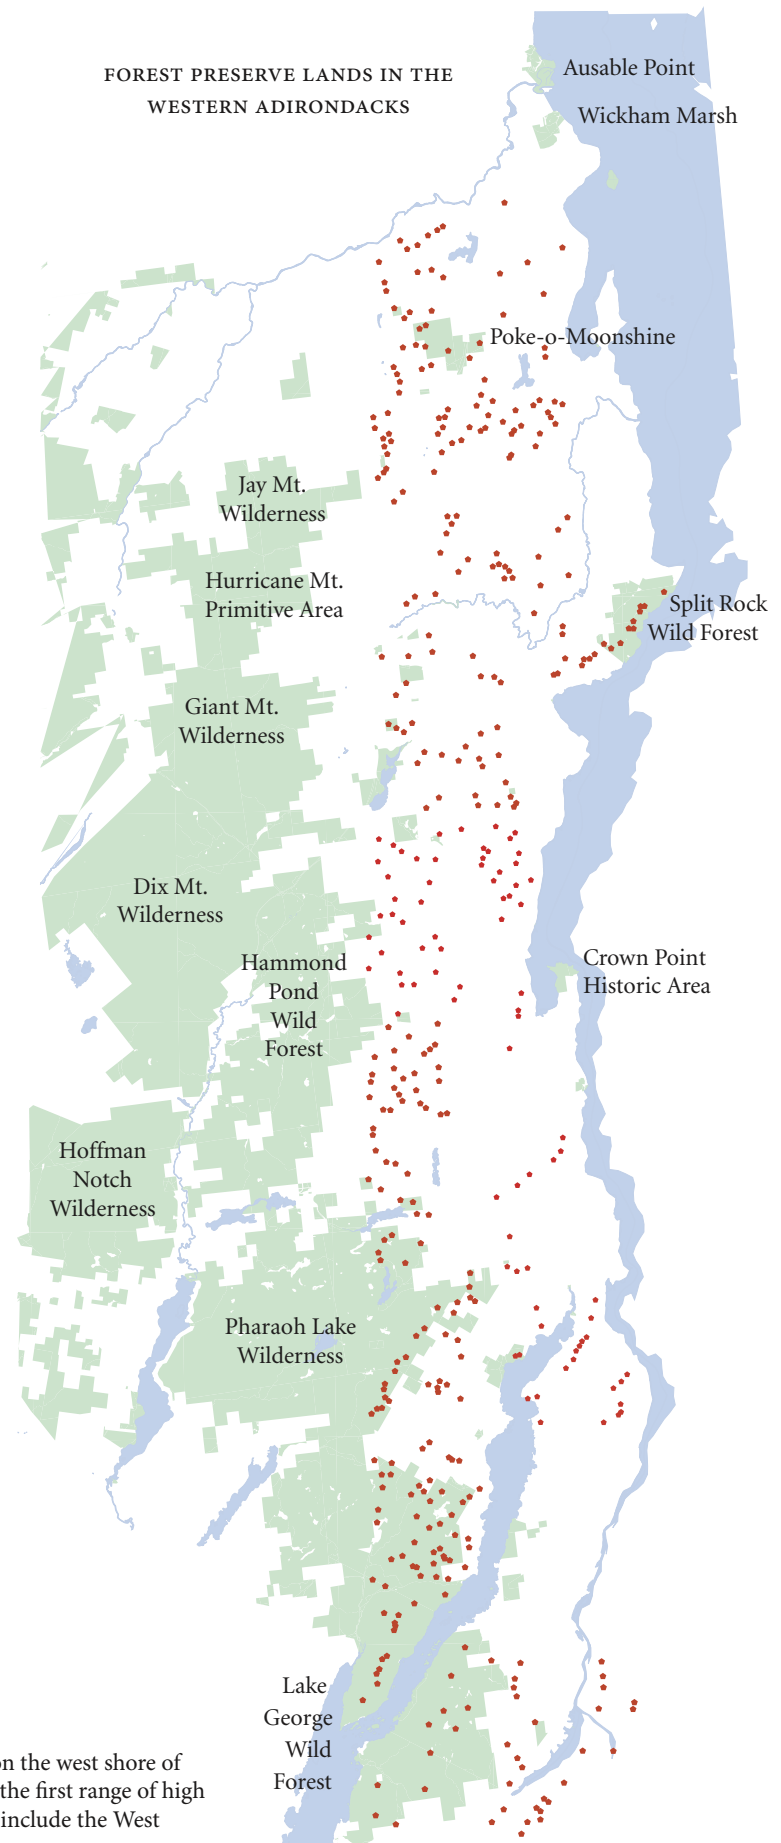 FOREST PRESERVE LANDS IN THE
WESTERN ADIRONDACKS
Ausable Point
Wickham Marsh
Poke-o-Moonshine
Jay Mt.
Wilderness
Hurricane Mt.
Primitive Area
Split Rock
Wild Forest
Giant Mt.
Wilderness
Dix Mt.
Wilderness
Hammond
Pond
Wild
Forest
Crown Point
Historic Area
Hoffman
Notch
Wilderness
Pharaoh Lake
Wilderness
Lake
George
Wild
Forest
on the west shore of
the first range of high
include the West